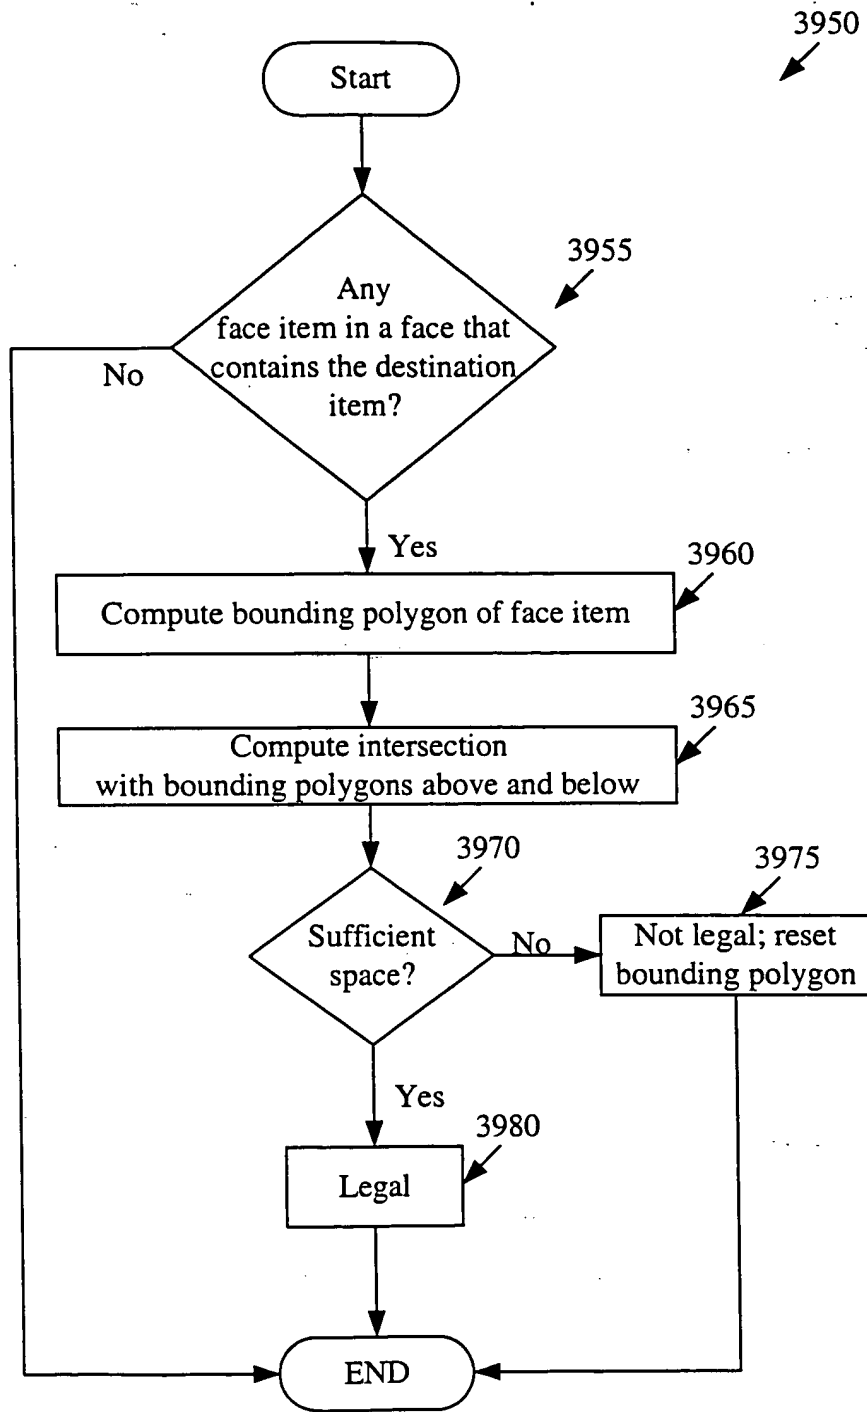 3950
Start
3955
Any
face item in a face that
contains the destination
item?
No
Yes
3960
Compute bounding polygon of face item
3965
Compute intersection
with bounding polygons above and below
3970
3975
Sufficient
space?
No
Not legal; reset
bounding polygon
Yes
3980
Legal
END